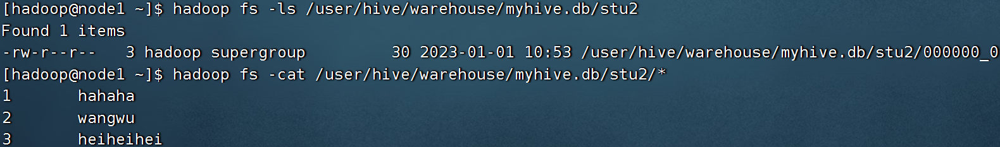 [hadoop@node1 ~]$ hadoop fs -ls /user/hive/warehouse/myhive.db/stu2
Found 1 items
-rw-r--r--   3 hadoop supergroup         30 2023-01-01 10:53 /user/hive/warehouse/myhive.db/stu2/000000_0
[hadoop@node1 ~]$ hadoop fs -cat /user/hive/warehouse/myhive.db/stu2/*
1       hahaha
2       wangwu
3       heiheihei